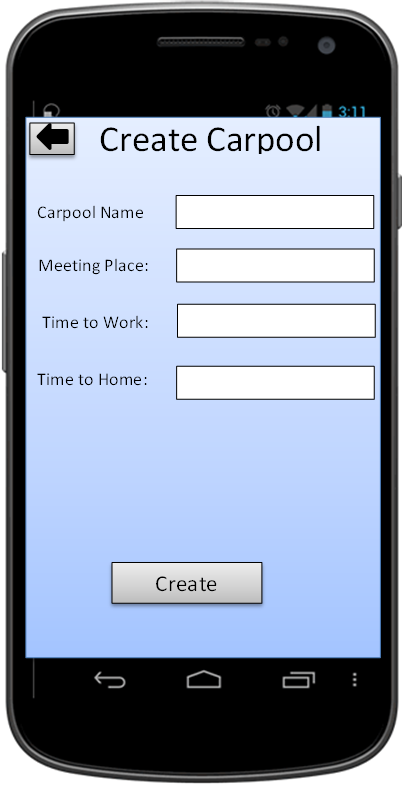 3:11
Create Carpool
Carpool Name
Meeting Place:
Time to Work:
Time to Home:
Create